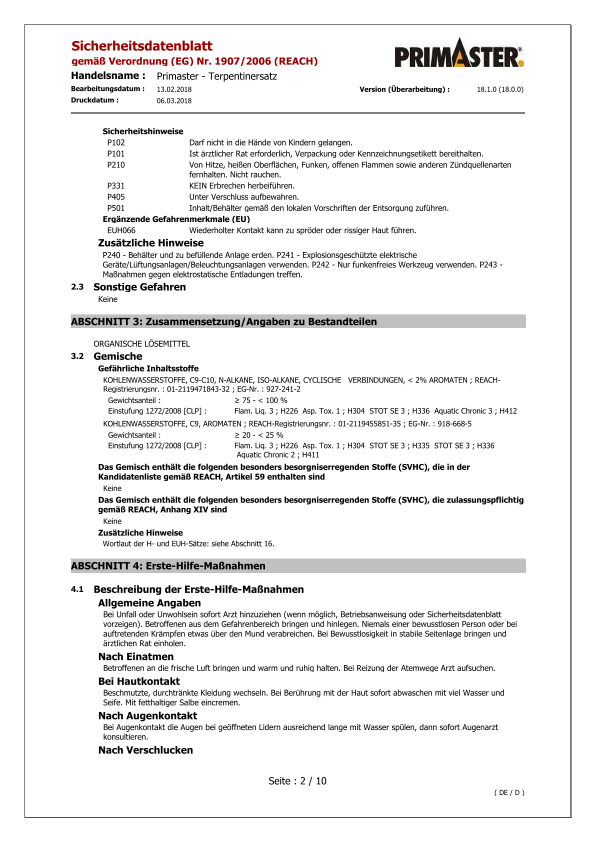 Sicherheitsdatenblatt
gemäß Verordnung (EG) Nr. 1907/2006 (REACH)
PRIMASTER
Handelsname : Primaster - Terpentinersatz
Bearbeitungsdatum : 13.02.2018 Version (Überarbeitung) : 18.1.0 (18.0.0)
Druckdatum : 06.03.2018
Sicherheitshinweise
P102 Darf nicht in die Hände von Kindern gelangen.
P101 Ist ärztlicher Rat erforderlich, Verpackung oder Kennzeichnungsetikett bereithalten.
P210 Von Hitze, heißen Oberflächen, Funken, offenen Flammen sowie anderen Zündquellenarten
fernhalten. Nicht rauchen.
P331 KEIN Erbrechen herbeiführen.
P405 Unter Verschluss aufbewahren.
P501 Inhalt/Behälter gemäß den lokalen Vorschriften der Entsorgung zuführen.
Ergänzende Gefahrenmerkmale (EU)
EUH066 Wiederholter Kontakt kann zu spröder oder rissiger Haut führen.
Zusätzliche Hinweise
P240 - Behälter und zu befüllende Anlage erden. P241 - Explosionsgeschützte elektrische
Geräte/Lüftungsanlagen/Beleuchtungsanlagen verwenden. P242 - Nur funkenfreies Werkzeug verwenden. P243 -
Maßnahmen gegen elektrostatische Entladungen treffen.
2.3 Sonstige Gefahren
Keine
ABSCHNITT 3: Zusammensetzung/Angaben zu Bestandteilen
ORGANISCHE LÖSEMITTEL
3.2 Gemische
Gefährliche Inhaltsstoffe
KOHLENWASSERSTOFFE, C9-C10, N-ALKANE, ISO-ALKANE, CYCLISCHE VERBINDUNGEN, < 2% AROMATEN ; REACH-
Registrierungsnr. : 01-2119471843-32 ; EG-Nr. : 927-241-2
Gewichtsanteil : ≥ 75 - < 100 %
Einstufung 1272/2008 [CLP] : Flam. Liq. 3 ; H226 Asp. Tox. 1 ; H304 STOT SE 3 ; H336 Aquatic Chronic 3 ; H412
KOHLENWASSERSTOFFE, C9, AROMATEN ; REACH-Registrierungsnr. : 01-2119455851-35 ; EG-Nr. : 918-668-5
Gewichtsanteil : ≥ 20 - < 25 %
Einstufung 1272/2008 [CLP] : Flam. Liq. 3 ; H226 Asp. Tox. 1 ; H304 STOT SE 3 ; H335 STOT SE 3 ; H336
Aquatic Chronic 2 ; H411
Das Gemisch enthält die folgenden besonders besorgniserregenden Stoffe (SVHC), die in der
Kandidatenliste gemäß REACH, Artikel 59 enthalten sind
Keine
Das Gemisch enthält die folgenden besonders besorgniserregenden Stoffe (SVHC), die zulassungspflichtig
gemäß REACH, Anhang XIV sind
Keine
Zusätzliche Hinweise
Wortlaut der H- und EUH-Sätze: siehe Abschnitt 16.
ABSCHNITT 4: Erste-Hilfe-Maßnahmen
4.1 Beschreibung der Erste-Hilfe-Maßnahmen
Allgemeine Angaben
Bei Unfall oder Unwohlsein sofort Arzt hinzuziehen (wenn möglich, Betriebsanweisung oder Sicherheitsdatenblatt
vorzeigen). Betroffenen aus dem Gefahrenbereich bringen und hinlegen. Niemals einer bewusstlosen Person oder bei
auftretenden Krämpfen etwas über den Mund verabreichen. Bei Bewusstlosigkeit in stabile Seitenlage bringen und
ärztlichen Rat einholen.
Nach Einatmen
Betroffenen an die frische Luft bringen und warm und ruhig halten. Bei Reizung der Atemwege Arzt aufsuchen.
Bei Hautkontakt
Beschmutzte, durchtränkte Kleidung wechseln. Bei Berührung mit der Haut sofort abwaschen mit viel Wasser und
Seife. Mit fetthaltiger Salbe eincremen.
Nach Augenkontakt
Bei Augenkontakt die Augen bei geöffneten Lidern ausreichend lange mit Wasser spülen, dann sofort Augenarzt
konsultieren.
Nach Verschlucken
Seite : 2 / 10
( DE / D )